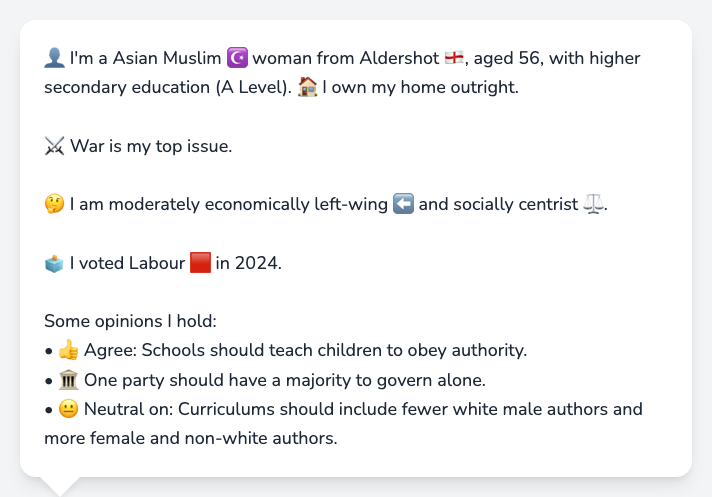 👤 I'm a Asian Muslim ☪️ woman from Aldershot 🏴󠁧󠁢󠁥󠁮󠁧󠁿, aged 56, with higher
secondary education (A Level). 🏠 I own my home outright.
⚔️ War is my top issue.
🤔 I am moderately economically left-wing ⬅️ and socially centrist ⚖️.
🗳️ I voted Labour 🟥 in 2024.
Some opinions I hold:
• 👍 Agree: Schools should teach children to obey authority.
• 🏛️ One party should have a majority to govern alone.
• 😐 Neutral on: Curriculums should include fewer white male authors and
more female and non-white authors.